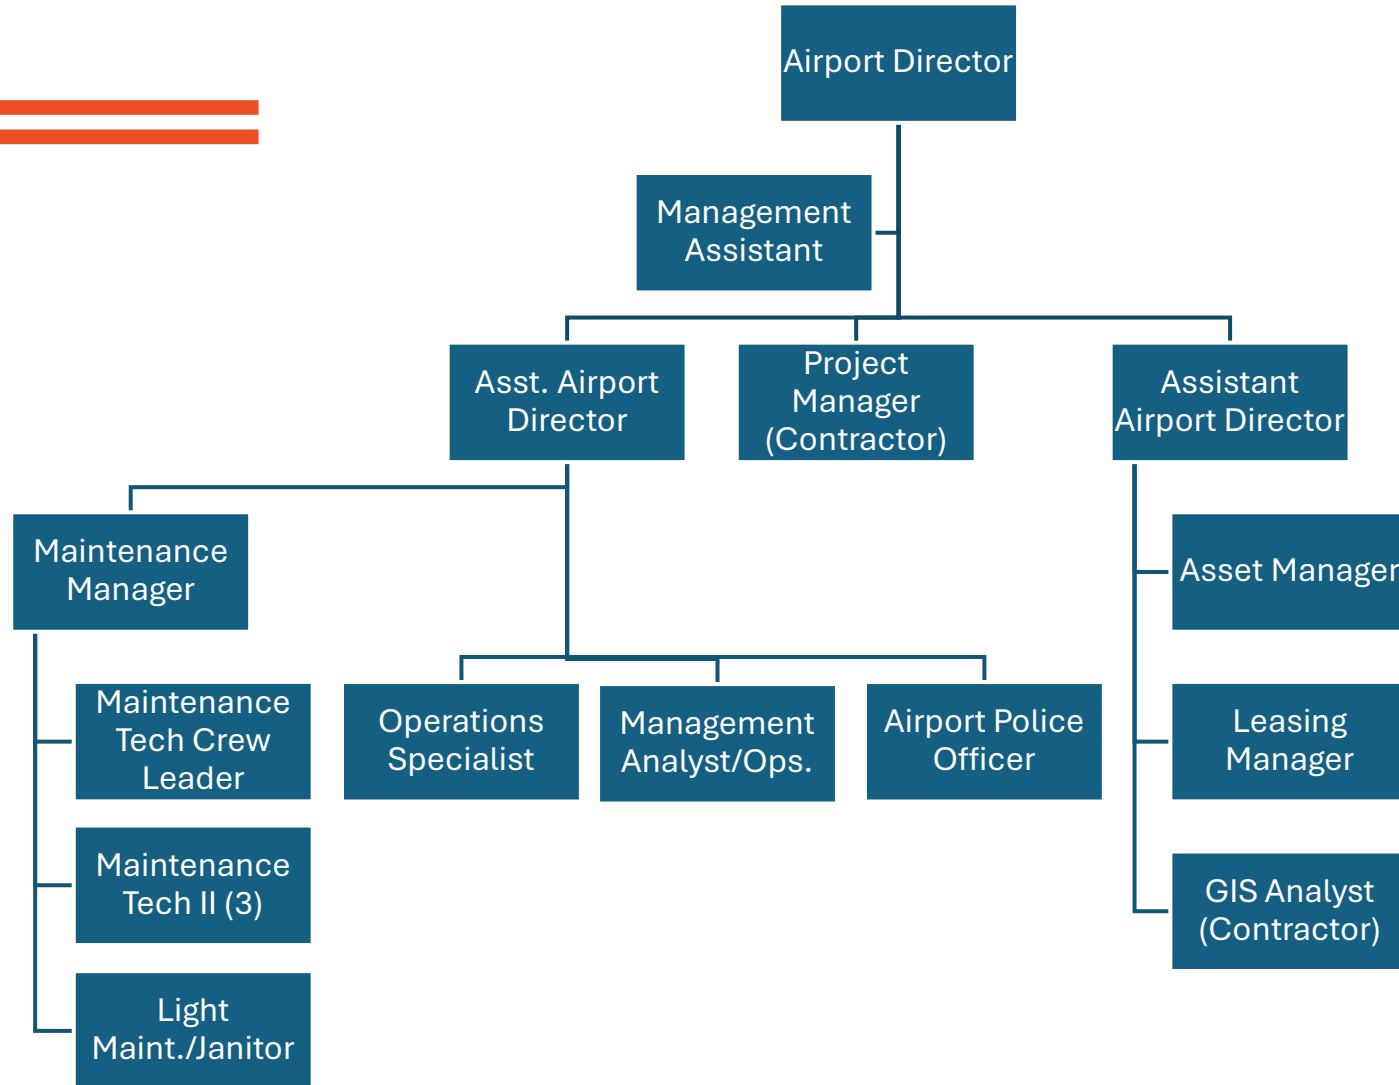 Airport Director
Management
Assistant
Asst. Airport
Director
Project
Manager
(Contractor)
Assistant
Airport Director
Maintenance
Manager
Asset Manager
Maintenance
Tech Crew
Leader
Operations
Specialist
Management
Analyst/Ops.
Airport Police
Officer
Leasing
Manager
Maintenance
Tech II (3)
GIS Analyst
(Contractor)
Light
Maint./Janitor